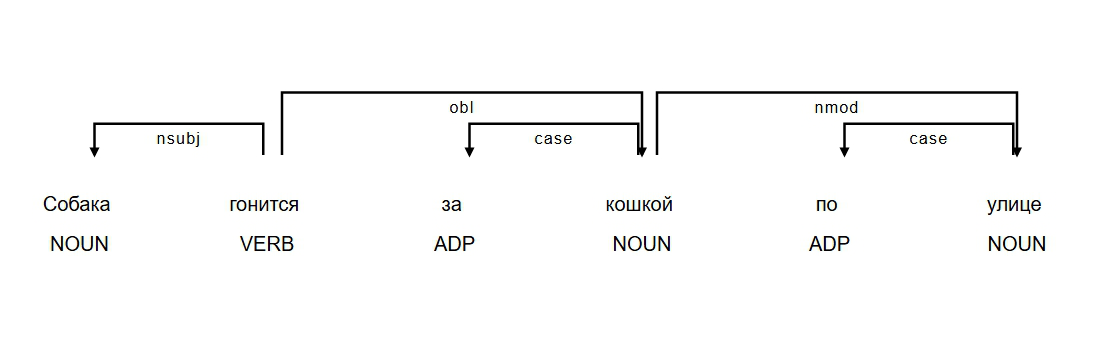 obl nmod
nsubj case case
Собака гонится за кошкой по улице
NOUN VERB ADP NOUN ADP NOUN